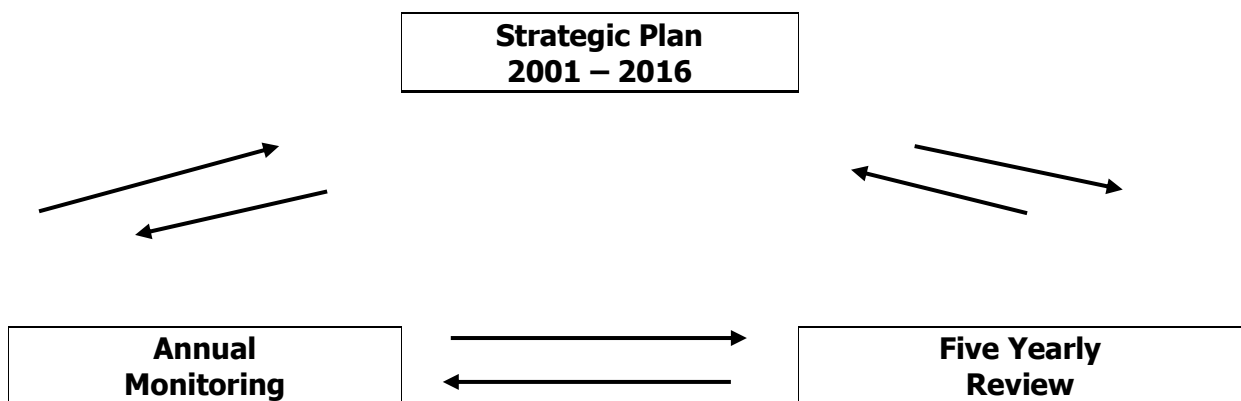 Strategic Plan
2001 – 2016
Annual
Monitoring
Five Yearly
Review